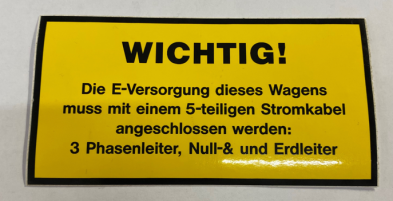 WICHTIG!
Die E-Versorgung dieses Wagens
muss mit einem 5-teiligen Stromkabel
angeschlossen werden:
3 Phasenleiter, Null-& und Erdleiter